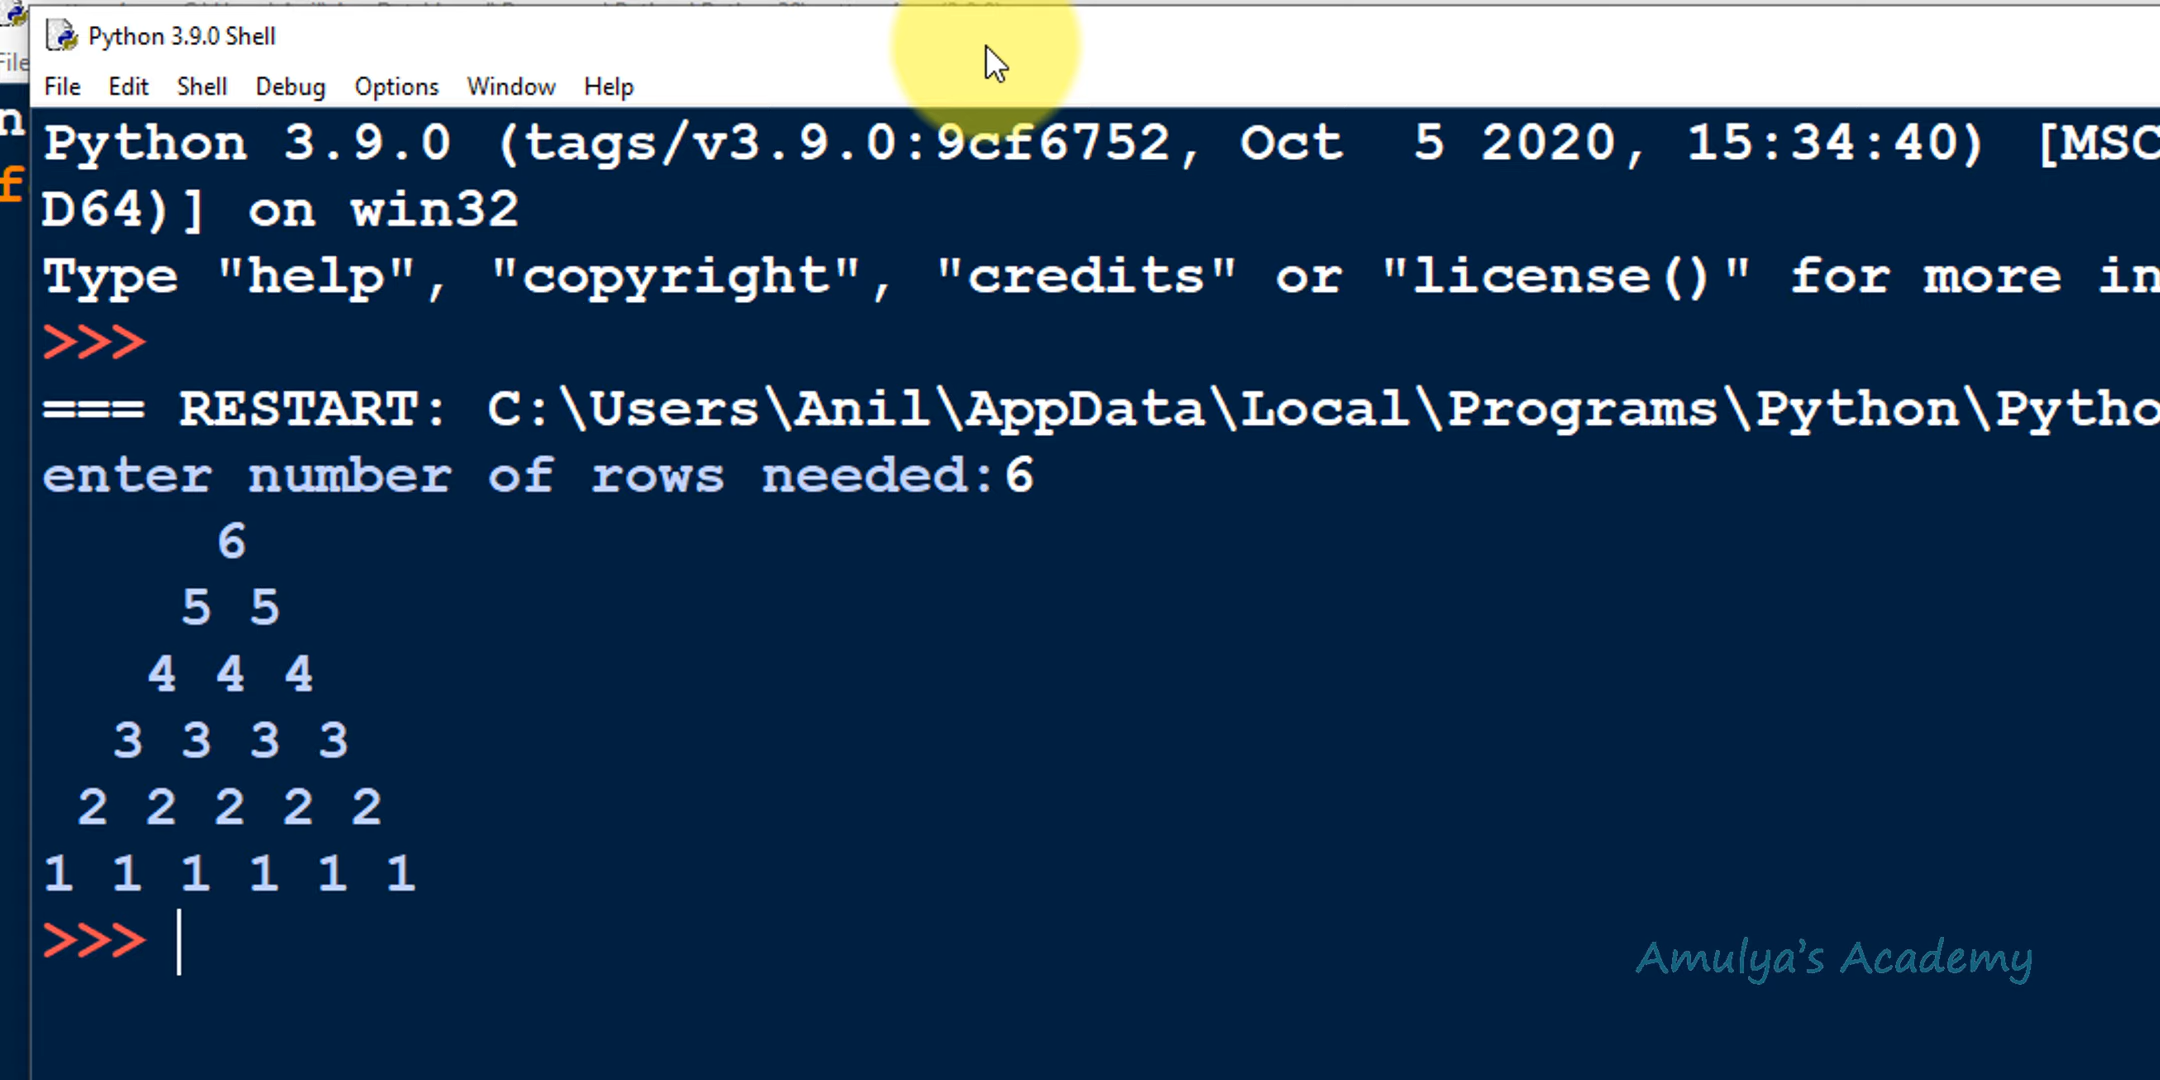 Python 3.9.0 Shell
File Edit Shell Debug Options Window Help
Python 3.9.0 (tags/v3.9.0:9cf6752, Oct  5 2020, 15:34:40) [MSC
D64)] on win32
Type "help", "copyright", "credits" or "license()" for more in
>>>
=== RESTART: C:\Users\Anil\AppData\Local\Programs\Python\Pytho
enter number of rows needed:6
     6
    5 5
   4 4 4
  3 3 3 3
 2 2 2 2 2
1 1 1 1 1 1
>>>
Amulya's Academy